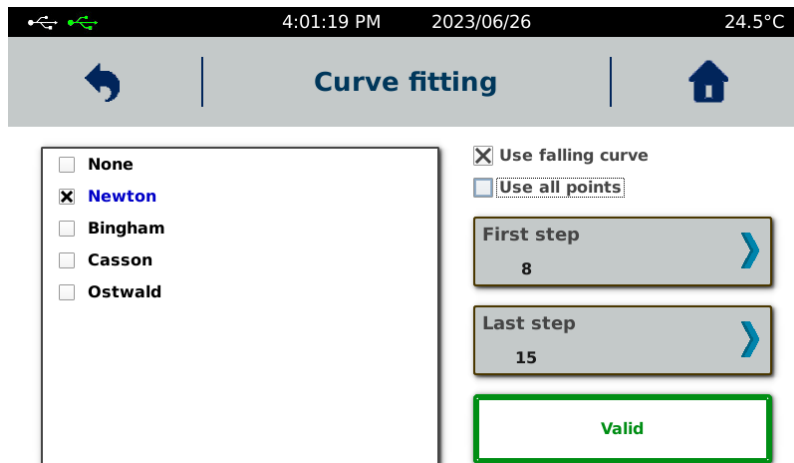 4:01:19 PM 2023/06/26 24.5°C
Curve fitting
None
Newton
Bingham
Casson
Ostwald
Use falling curve
Use all points
First step
8
Last step
15
Valid